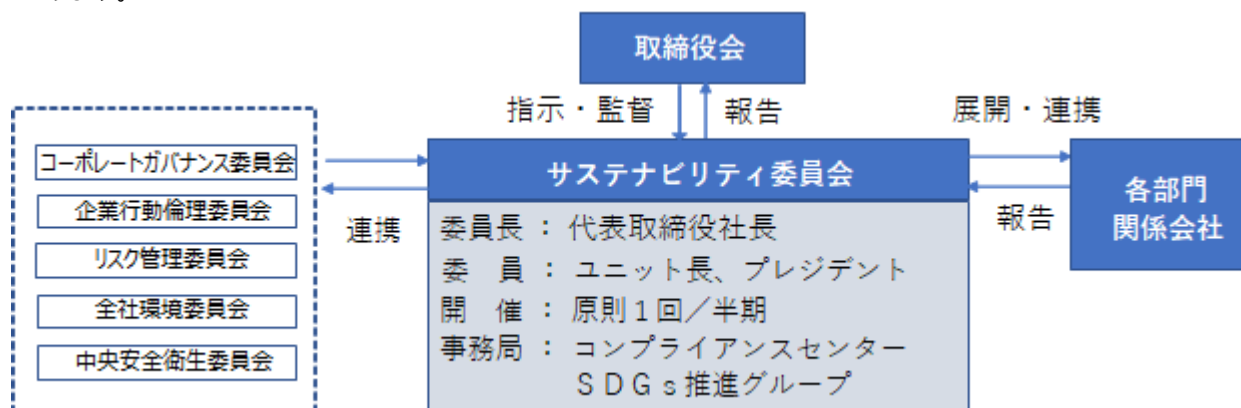 取締役会
指示・監督
報告
展開・連携
コーポレートガバナンス委員会
企業行動倫理委員会
リスク管理委員会
全社環境委員会
中央安全衛生委員会
連携
サステナビリティ委員会
委員長 : 代表取締役社長
委 員 : ユニット長、プレジデント
開 催 : 原則1回/半期
事務局 : コンプライアンスセンター
SDGs推進グループ
報告
各部門
関係会社